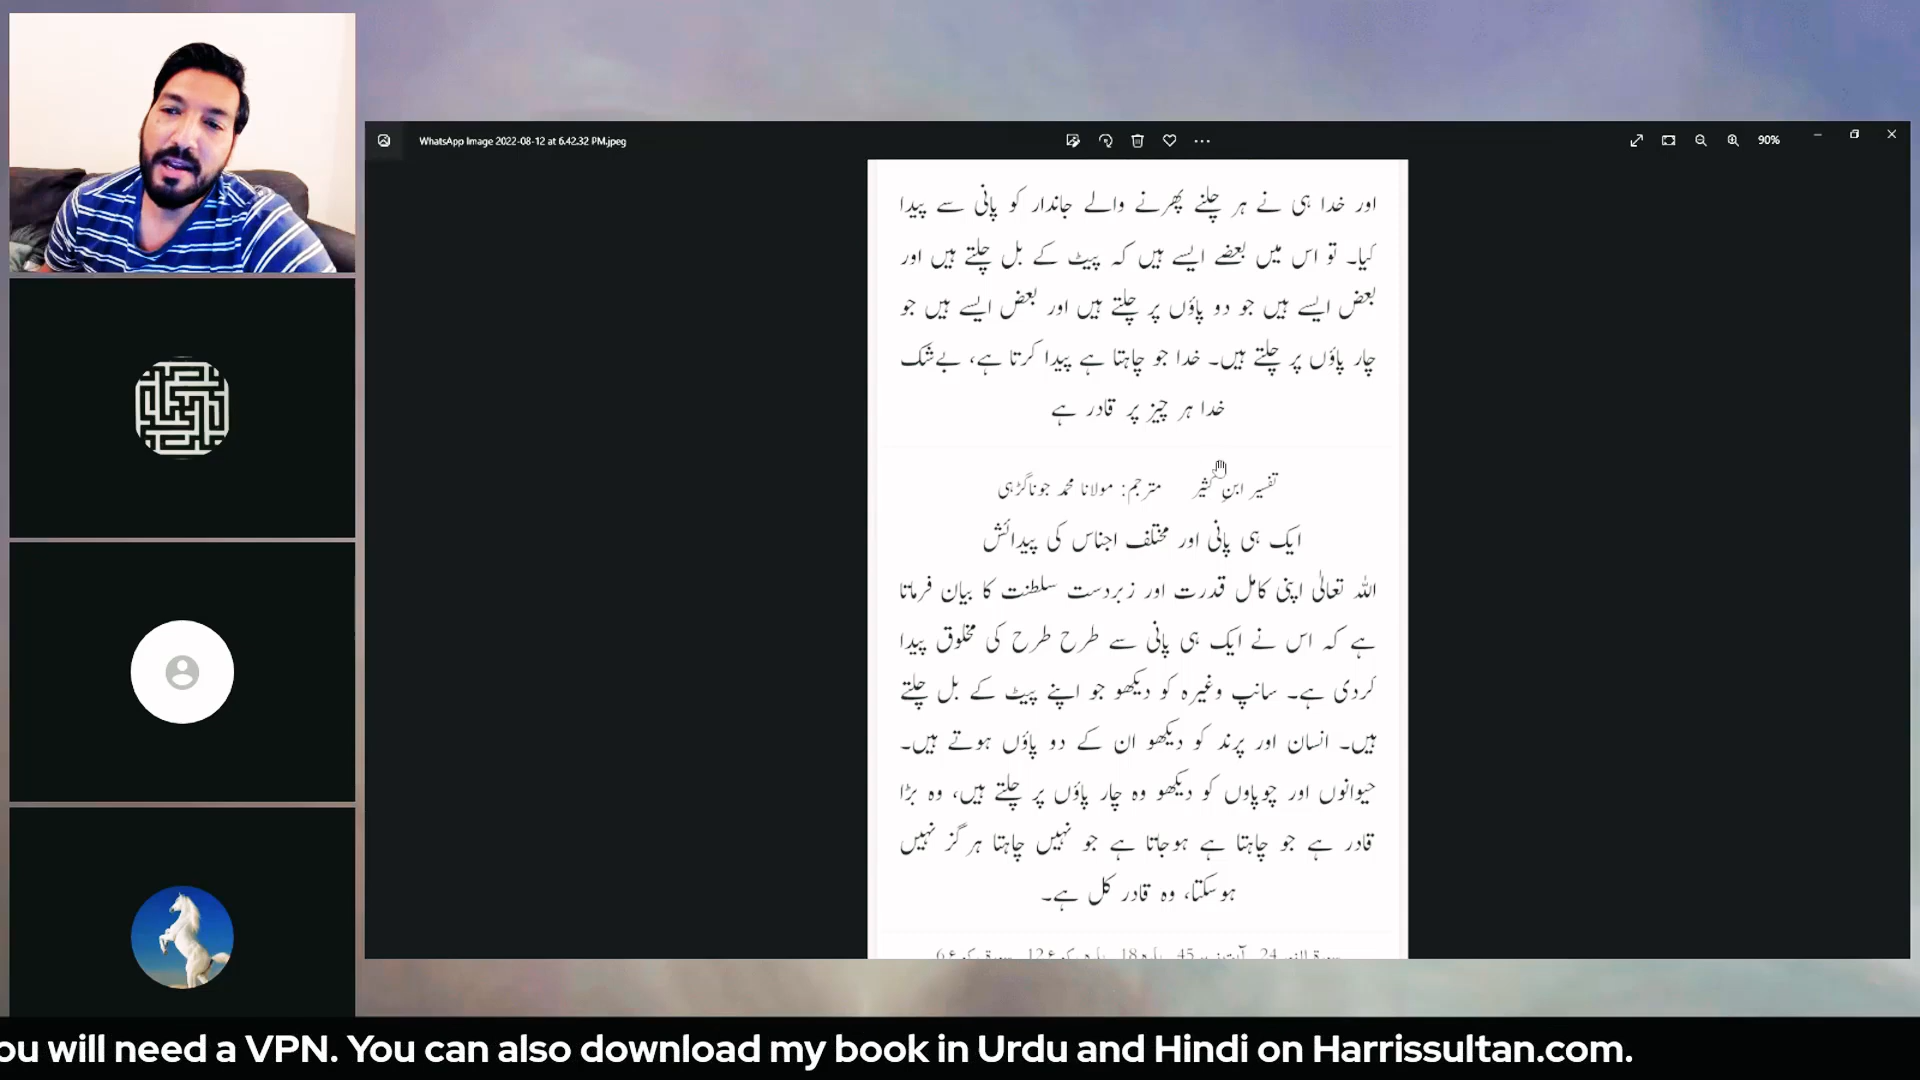 WhatsApp Image 2022-08-12 at 6.42.32 PM.jpeg
90%
اور خدا ہی نے ہر چلنے پھرنے والے جاندار کو پانی سے پیدا
کیا۔ تو اس میں بعضے ایسے ہیں کہ پیٹ کے بل چلتے ہیں اور
بعض ایسے ہیں جو دو پاؤں پر چلتے ہیں اور بعض ایسے ہیں جو
چار پاؤں پر چلتے ہیں۔ خدا جو چاہتا ہے پیدا کرتا ہے، بےشک
خدا ہر چیز پر قادر ہے
تفسیر ابنِ کثیر مترجم: مولانا محمد جوناگڑہی
ایک ہی پانی اور مختلف اجناس کی پیدائش
اللہ تعالیٰ اپنی کامل قدرت اور زبردست سلطنت کا بیان فرماتا
ہے کہ اس نے ایک ہی پانی سے طرح طرح کی مخلوق پیدا
کردی ہے۔ سانپ وغیرہ کو دیکھو جو اپنے پیٹ کے بل چلتے
ہیں۔ انسان اور پرند کو دیکھو ان کے دو پاؤں ہوتے ہیں۔
حیوانوں اور چوپاوں کو دیکھو وہ چار پاؤں پر چلتے ہیں، وہ بڑا
قادر ہے جو چاہتا ہے ہوجاتا ہے جو نہیں چاہتا ہرگز نہیں
ہوسکتا، وہ قادر کل ہے۔
ou will need a VPN. You can also download my book in Urdu and Hindi on Harrissultan.com.